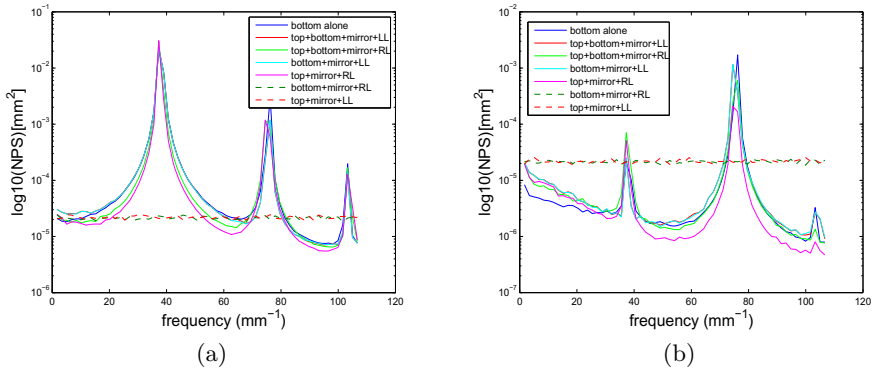 bottom alone
top+bottom+mirror+LL
top+bottom+mirror+RL
bottom+mirror+LL
top+mirror+RL
bottom+mirror+RL
top+mirror+LL
10⁰
10⁻¹
10⁻²
10⁻³
10⁻⁴
10⁻⁵
10⁻⁶
log10(NPS)[mm²]
0 20 40 60 80 100 120
frequency (mm⁻¹)
(a)
bottom alone
top+bottom+mirror+LL
top+bottom+mirror+RL
bottom+mirror+LL
top+mirror+RL
bottom+mirror+RL
top+mirror+LL
10⁻²
10⁻³
10⁻⁴
10⁻⁵
10⁻⁶
10⁻⁷
log10(NPS)[mm²]
0 20 40 60 80 100 120
frequency (mm⁻¹)
(b)